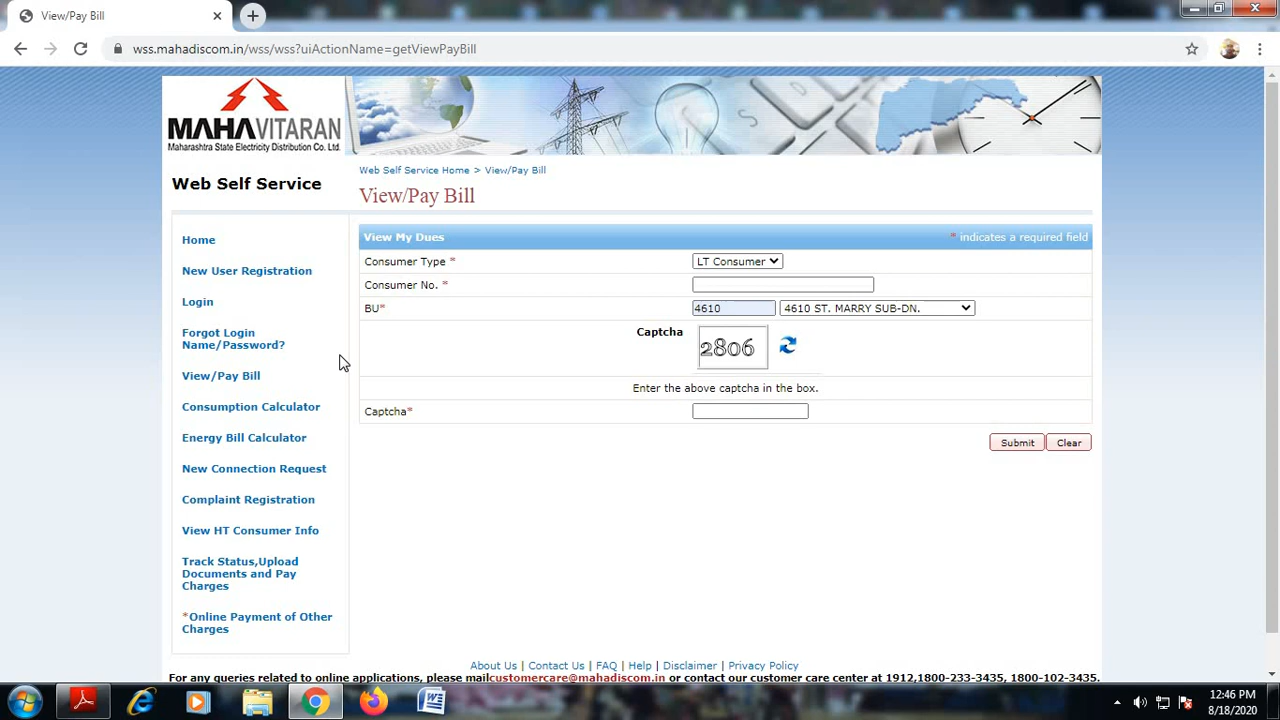 View/Pay Bill
wss.mahadiscom.in/wss/wss?uiActionName=getViewPayBill
MAHAVITARAN
Maharashtra State Electricity Distribution Co. Ltd.
Web Self Service
Web Self Service Home > View/Pay Bill
View/Pay Bill
Home
New User Registration
Login
Forgot Login
Name/Password?
View/Pay Bill
Consumption Calculator
Energy Bill Calculator
New Connection Request
Complaint Registration
View HT Consumer Info
Track Status,Upload
Documents and Pay
Charges
*Online Payment of Other
Charges
View My Dues * indicates a required field
Consumer Type * LT Consumer
Consumer No. *
BU* 4610 4610 ST. MARRY SUB-DN.
Captcha 2806
Enter the above captcha in the box.
Captcha*
Submit Clear
About Us | Contact Us | FAQ | Help | Disclaimer | Privacy Policy
For any queries related to online applications, please mailcustomercare@mahadiscom.in or contact our customer care center at 1912,1800-233-3435, 1800-102-3435.
12:46 PM
8/18/2020